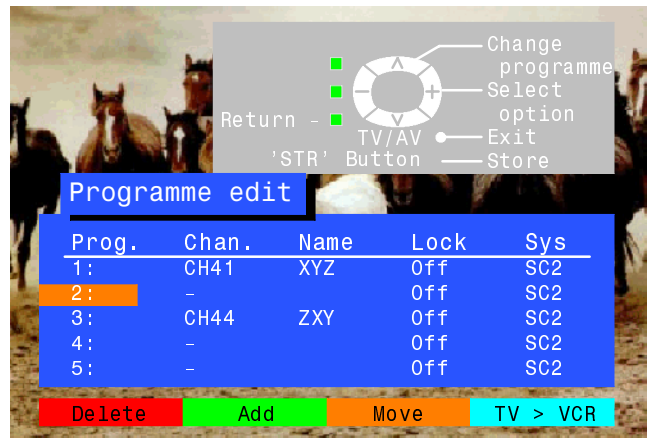 Change
programme
Select
option
Return –
TV/AV
Exit
'STR' Button
Store
Programme edit
Prog. Chan. Name Lock Sys
1: CH41 XYZ Off SC2
2: – Off SC2
3: CH44 ZXY Off SC2
4: – Off SC2
5: – Off SC2
Delete Add Move TV > VCR